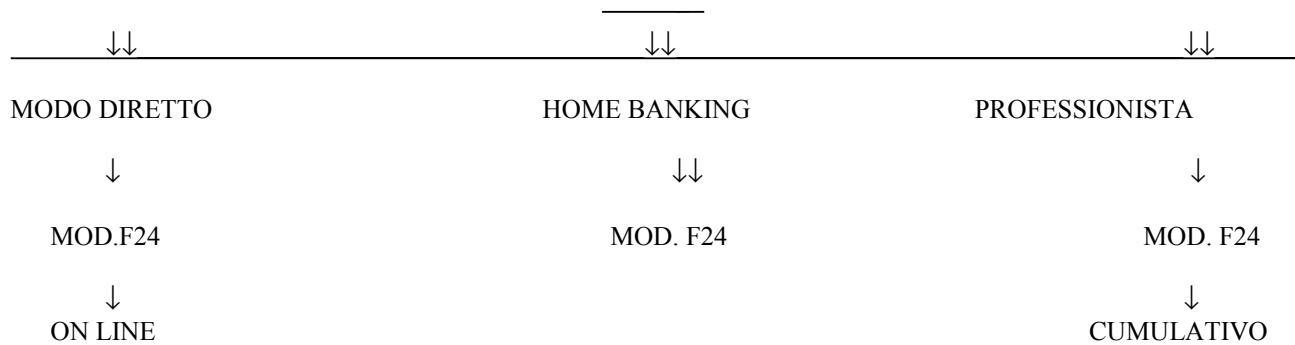 ↓↓ ↓↓ ↓↓
MODO DIRETTO HOME BANKING PROFESSIONISTA
↓ ↓↓ ↓
MOD.F24 MOD. F24 MOD. F24
↓ ↓
ON LINE CUMULATIVO